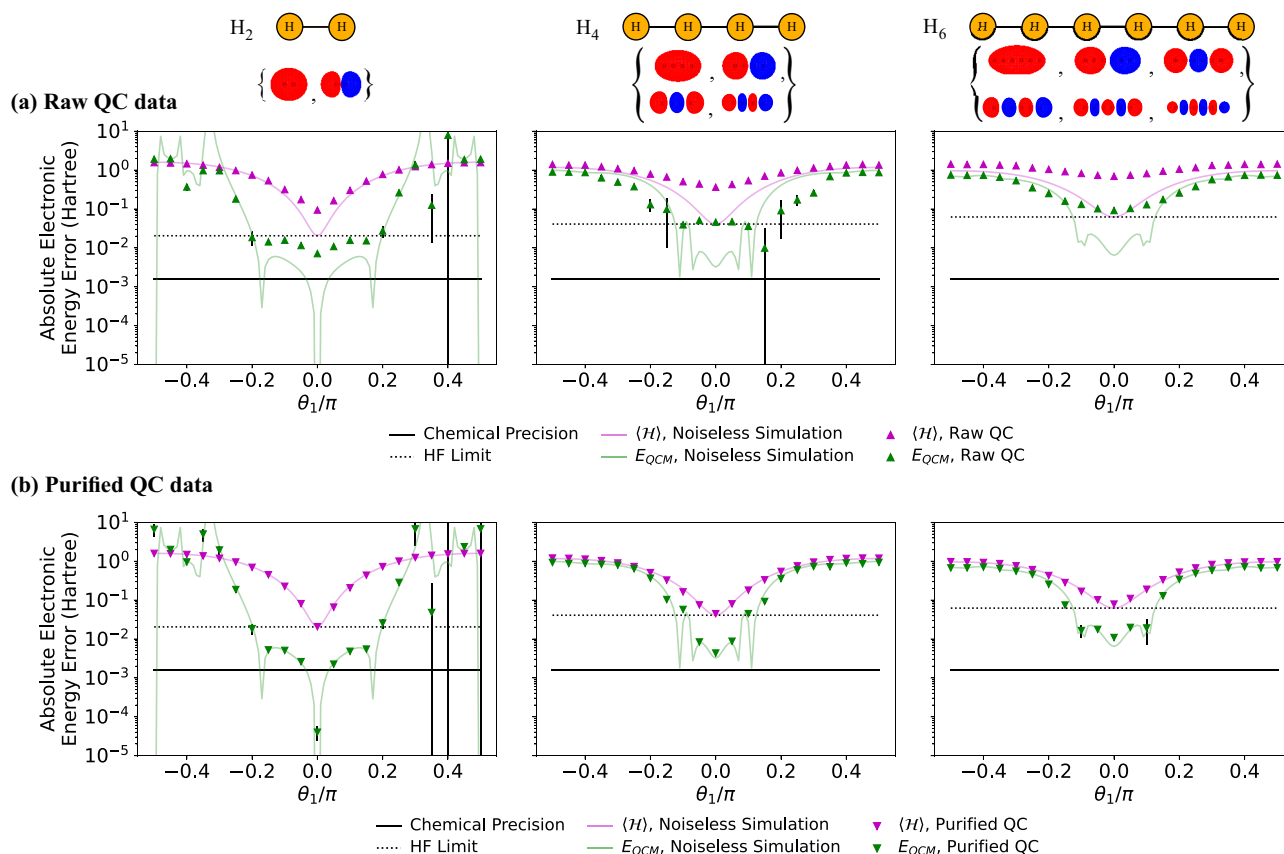 H2 H H H4 H H H H H6 H H H H H H
{ , } { , , , } { , , , , , }
(a) Raw QC data
Absolute Electronic
Energy Error (Hartree)
10^1
10^0
10^-1
10^-2
10^-3
10^-4
10^-5
−0.4 −0.2 0.0 0.2 0.4 −0.4 −0.2 0.0 0.2 0.4 −0.4 −0.2 0.0 0.2 0.4
θ1/π θ1/π θ1/π
Chemical Precision ⟨H⟩, Noiseless Simulation ⟨H⟩, Raw QC
HF Limit E_QCM, Noiseless Simulation E_QCM, Raw QC
(b) Purified QC data
Absolute Electronic
Energy Error (Hartree)
10^1
10^0
10^-1
10^-2
10^-3
10^-4
10^-5
−0.4 −0.2 0.0 0.2 0.4 −0.4 −0.2 0.0 0.2 0.4 −0.4 −0.2 0.0 0.2 0.4
θ1/π θ1/π θ1/π
Chemical Precision ⟨H⟩, Noiseless Simulation ⟨H⟩, Purified QC
HF Limit E_QCM, Noiseless Simulation E_QCM, Purified QC